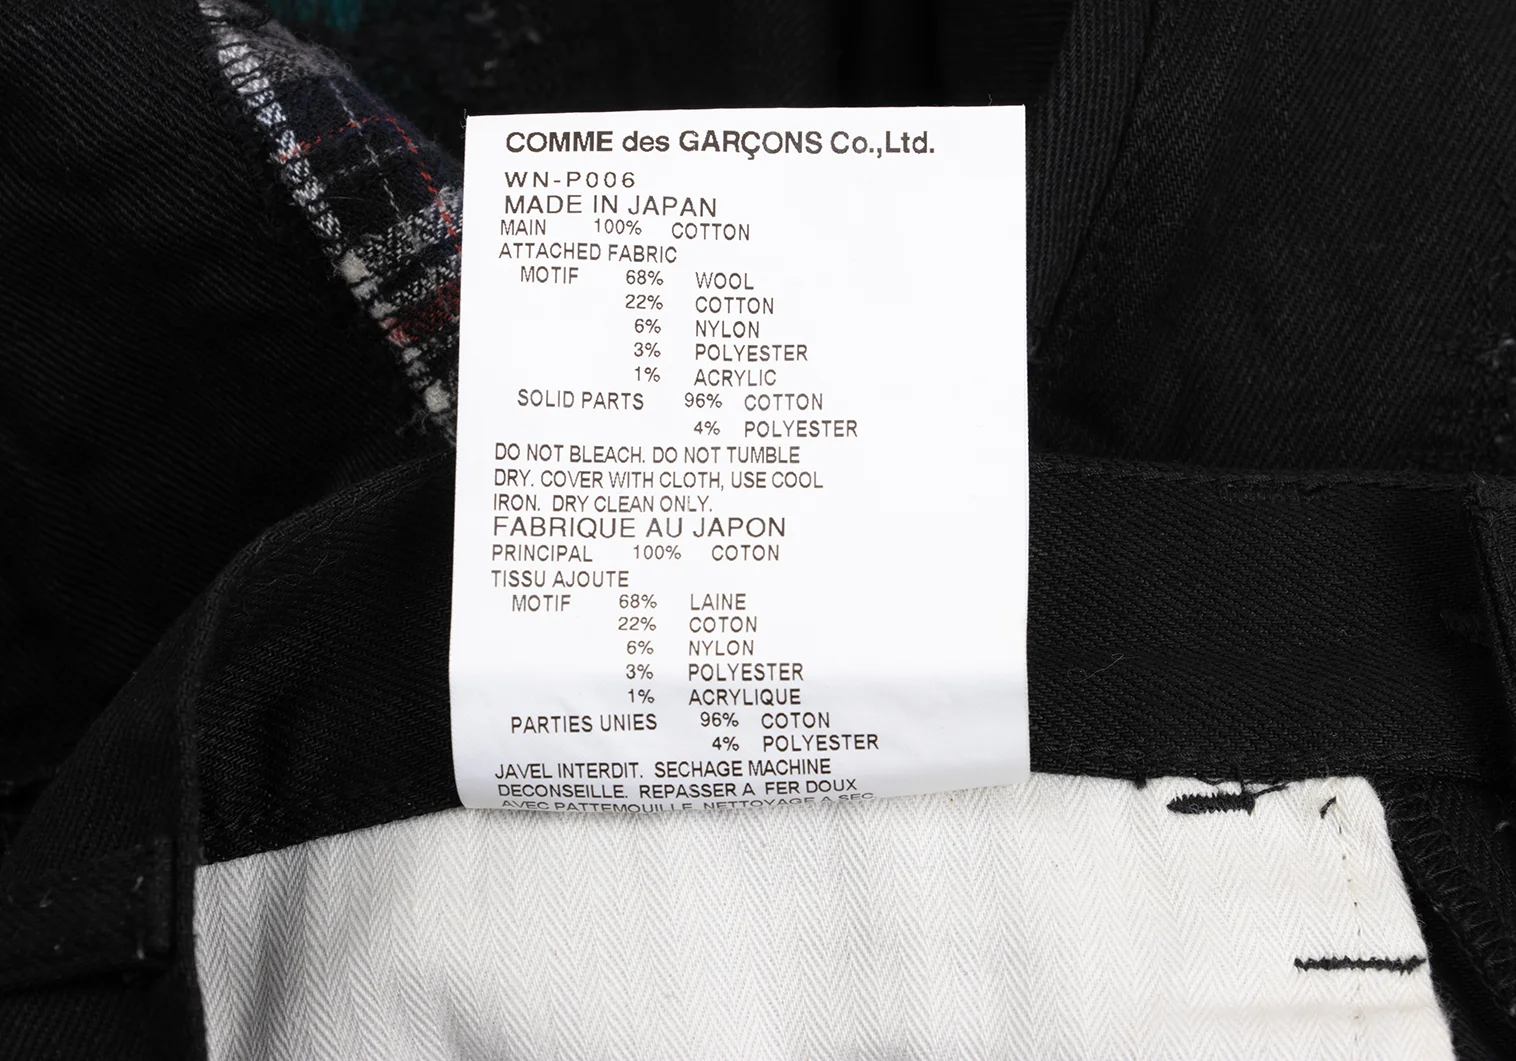 COMME des GARÇONS Co.,Ltd.
WN-P006
MADE IN JAPAN
MAIN 100% COTTON
ATTACHED FABRIC
MOTIF 68% WOOL
22% COTTON
6% NYLON
3% POLYESTER
1% ACRYLIC
SOLID PARTS 96% COTTON
4% POLYESTER
DO NOT BLEACH. DO NOT TUMBLE
DRY. COVER WITH CLOTH, USE COOL
IRON. DRY CLEAN ONLY.
FABRIQUE AU JAPON
PRINCIPAL 100% COTON
TISSU AJOUTE
MOTIF 68% LAINE
22% COTON
6% NYLON
3% POLYESTER
1% ACRYLIQUE
PARTIES UNIES 96% COTON
4% POLYESTER
JAVEL INTERDIT. SECHAGE MACHINE
DECONSEILLE. REPASSER A FER DOUX
AVEC PATTEMOUILLE. NETTOYAGE A SEC